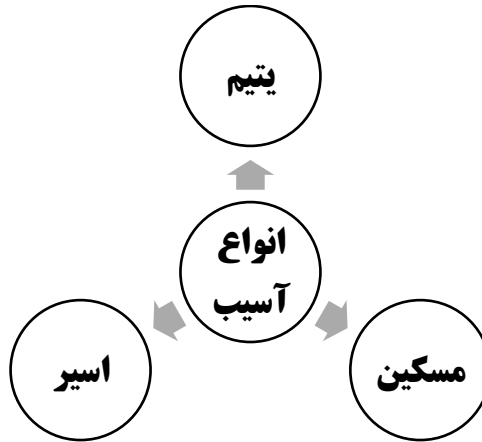 یتیم
انواع
آسیب
مسکین
اسیر